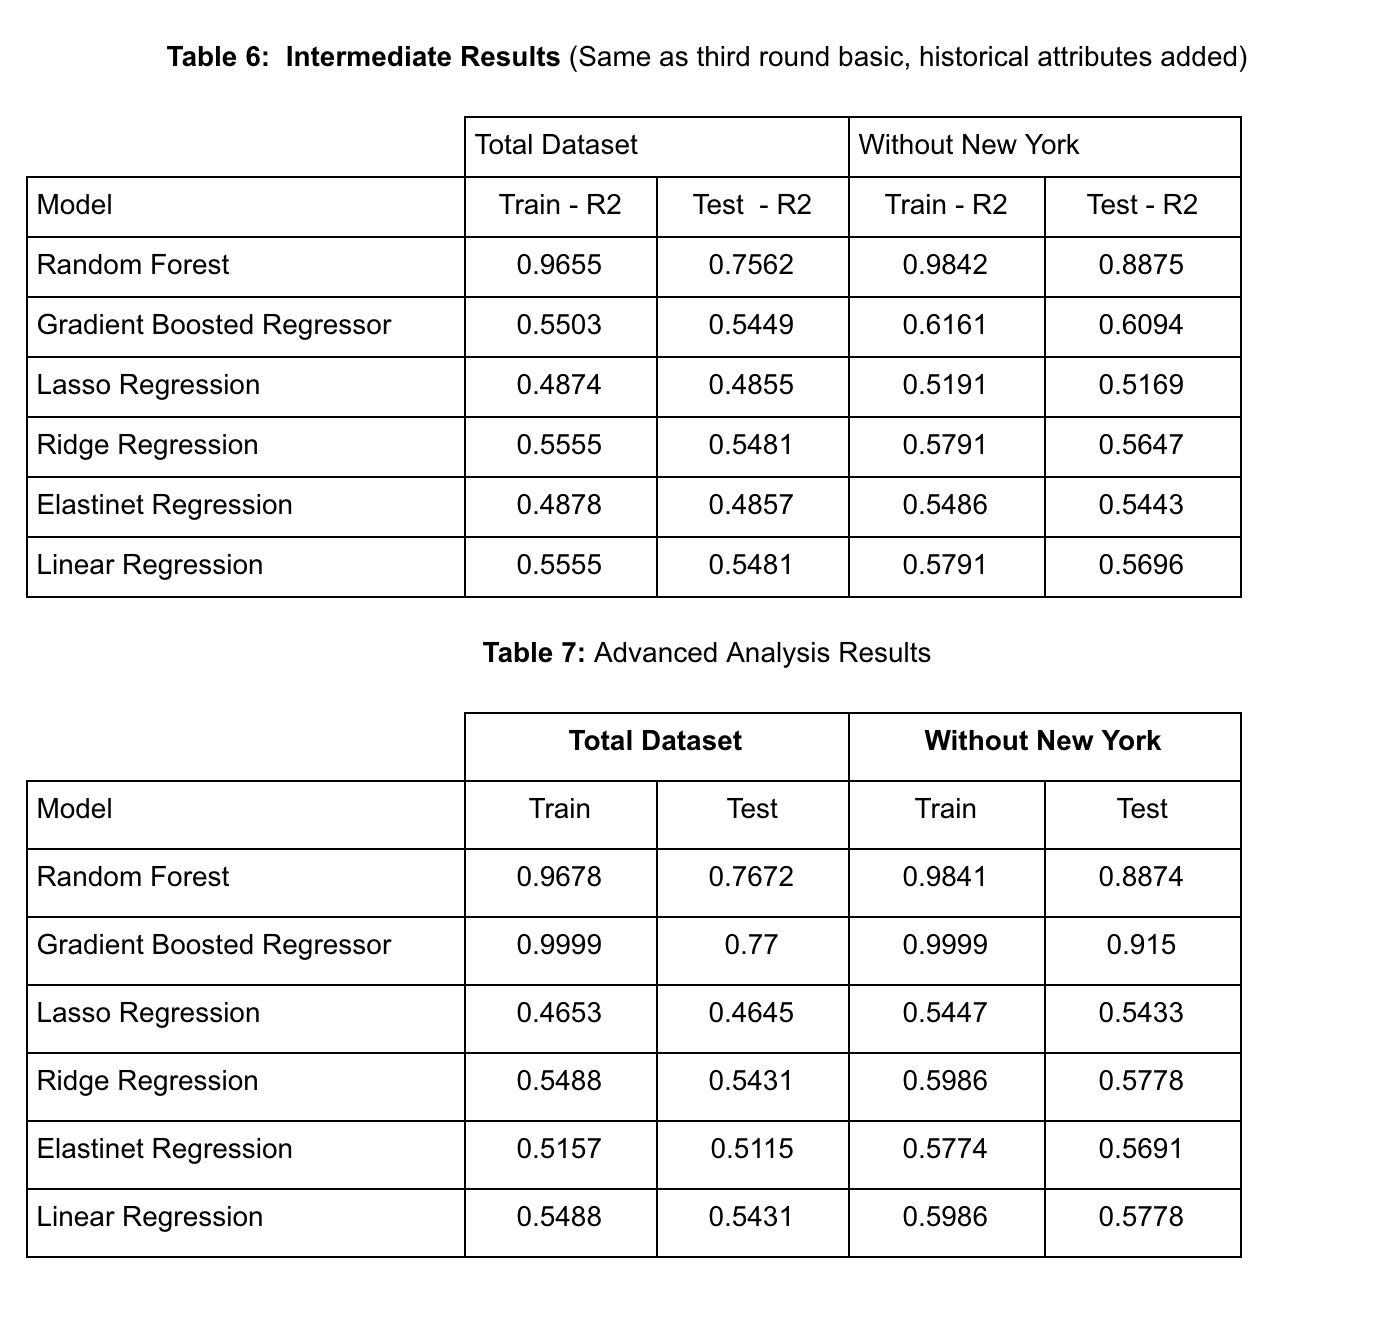 Table 6:  Intermediate Results (Same as third round basic, historical attributes added)
Total Dataset Without New York
Model Train - R2 Test  - R2 Train - R2 Test - R2
Random Forest 0.9655 0.7562 0.9842 0.8875
Gradient Boosted Regressor 0.5503 0.5449 0.6161 0.6094
Lasso Regression 0.4874 0.4855 0.5191 0.5169
Ridge Regression 0.5555 0.5481 0.5791 0.5647
Elastinet Regression 0.4878 0.4857 0.5486 0.5443
Linear Regression 0.5555 0.5481 0.5791 0.5696
Table 7: Advanced Analysis Results
Total Dataset Without New York
Model Train Test Train Test
Random Forest 0.9678 0.7672 0.9841 0.8874
Gradient Boosted Regressor 0.9999 0.77 0.9999 0.915
Lasso Regression 0.4653 0.4645 0.5447 0.5433
Ridge Regression 0.5488 0.5431 0.5986 0.5778
Elastinet Regression 0.5157 0.5115 0.5774 0.5691
Linear Regression 0.5488 0.5431 0.5986 0.5778